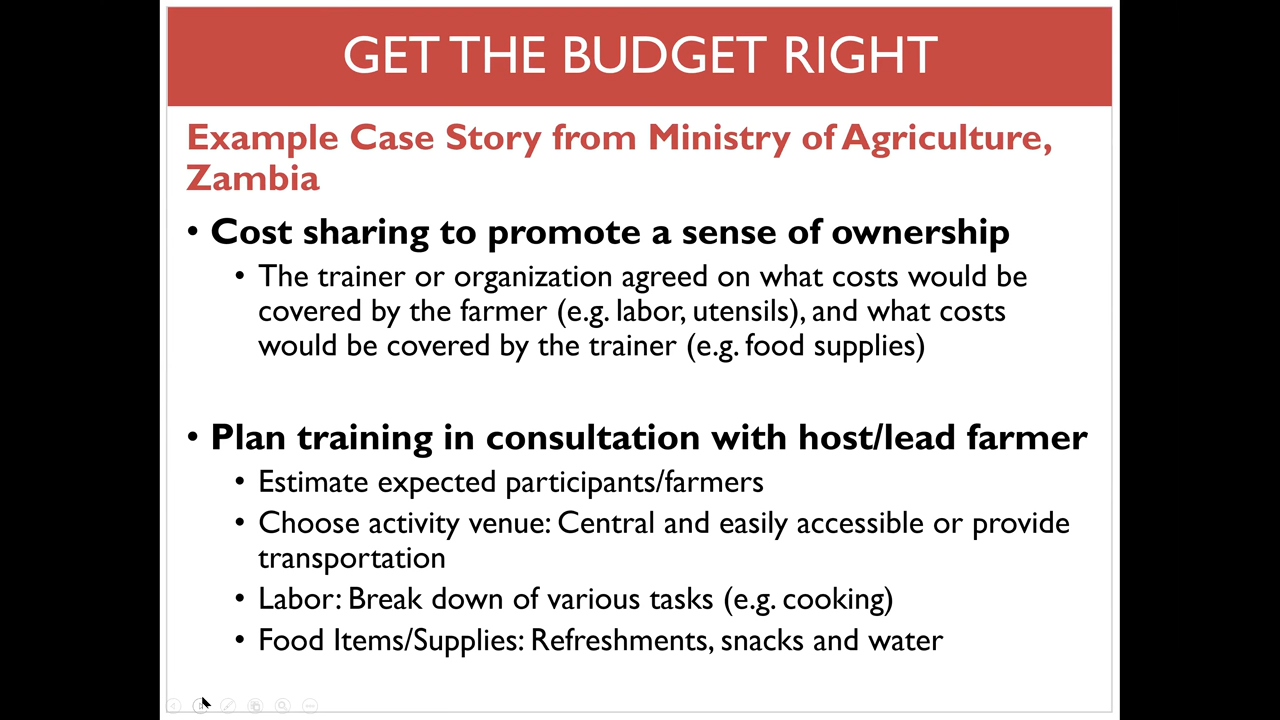 GET THE BUDGET RIGHT
Example Case Story from Ministry of Agriculture,
Zambia
• Cost sharing to promote a sense of ownership
• The trainer or organization agreed on what costs would be
covered by the farmer (e.g. labor, utensils), and what costs
would be covered by the trainer (e.g. food supplies)
• Plan training in consultation with host/lead farmer
• Estimate expected participants/farmers
• Choose activity venue: Central and easily accessible or provide
transportation
• Labor: Break down of various tasks (e.g. cooking)
• Food Items/Supplies: Refreshments, snacks and water